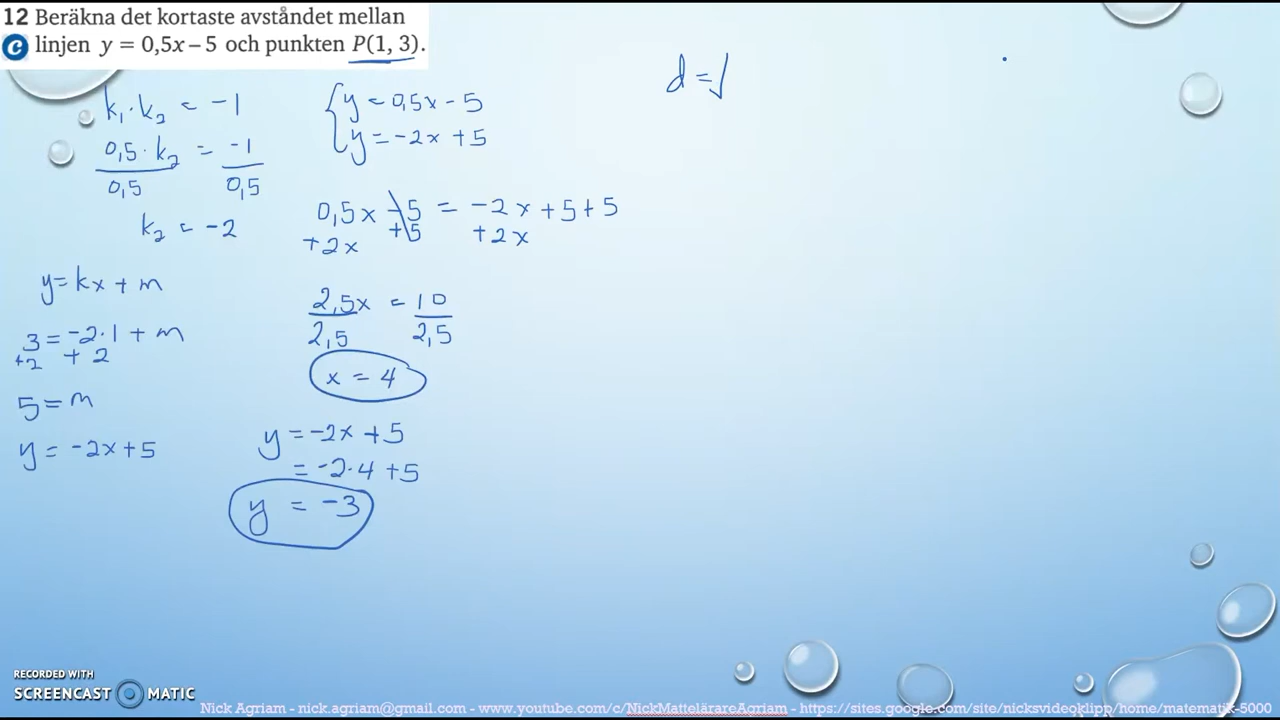 12 Beräkna det kortaste avståndet mellan
C linjen y = 0,5x – 5 och punkten P(1, 3).
k₁·k₂ = -1
0,5·k₂ = -1
0,5 0,5
k₂ = -2
y = kx + m
3 = -2·1 + m
+2 + 2
5 = m
y = -2x + 5
{ y = 0,5x - 5
y = -2x + 5
0,5x - 5 = -2x + 5 + 5
+2x +5 +2x
2,5x = 10
2,5 2,5
x = 4
y = -2x + 5
= -2·4 + 5
y = -3
d = √
RECORDED WITH
SCREENCAST MATIC
Nick Agriam - nick.agriam@gmail.com - youtube.com/c/NickMattelärareAgriam - https://sites.google.com/site/nicksvideoklipp/home/matematik-5000